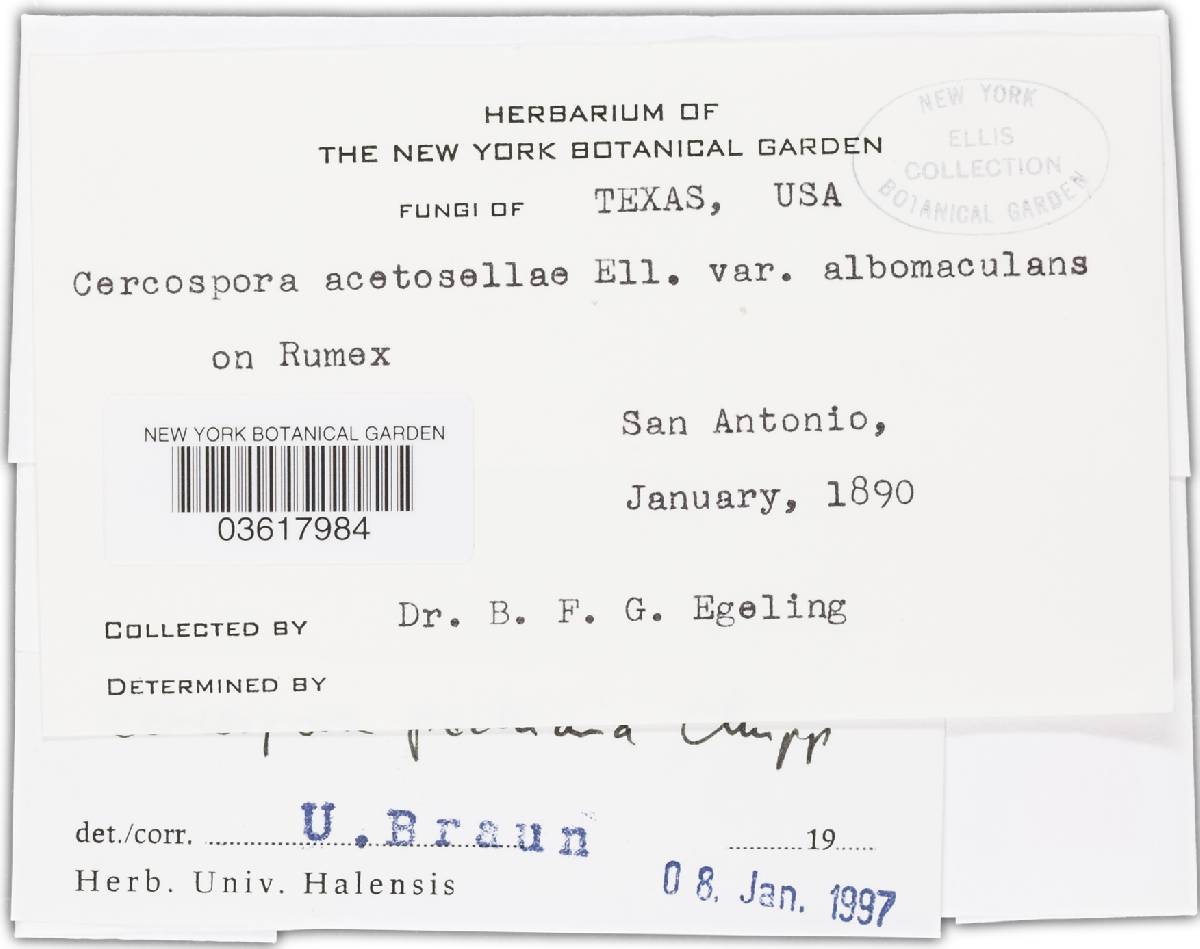 HERBARIUM OF
THE NEW YORK BOTANICAL GARDEN
NEW YORK
ELLIS
COLLECTION
BOTANICAL GARDEN
FUNGI OF TEXAS, USA
Cercospora acetosellae Ell. var. albomaculans
on Rumex
NEW YORK BOTANICAL GARDEN
03617984
San Antonio,
January, 1890
COLLECTED BY Dr. B. F. G. Egeling
DETERMINED BY
Chupp
det./corr. U. Braun 19
Herb. Univ. Halensis
08. Jan. 1997